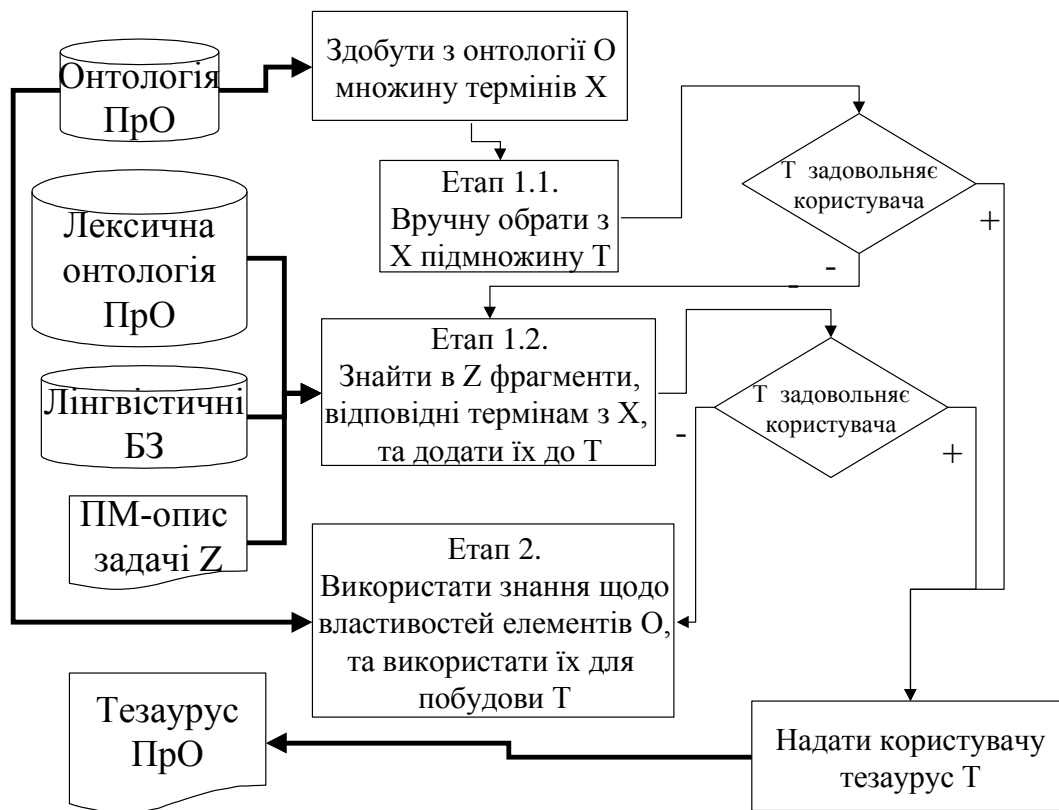 Онтологія
ПрО
Здобути з онтології О
множину термінів Х
Етап 1.1.
Вручну обрати з
Х підмножину Т
Т задовольняє
користувача
+
-
-
Лексична
онтологія
ПрО
Етап 1.2.
Знайти в Z фрагменти,
відповідні термінам з Х,
та додати їх до Т
Т задовольняє
користувача
-
+
Лінгвістичні
БЗ
ПМ-опис
задачі Z
Етап 2.
Використати знання щодо
властивостей елементів О,
та використати їх для
побудови Т
Тезаурус
ПрО
Надати користувачу
тезаурус Т